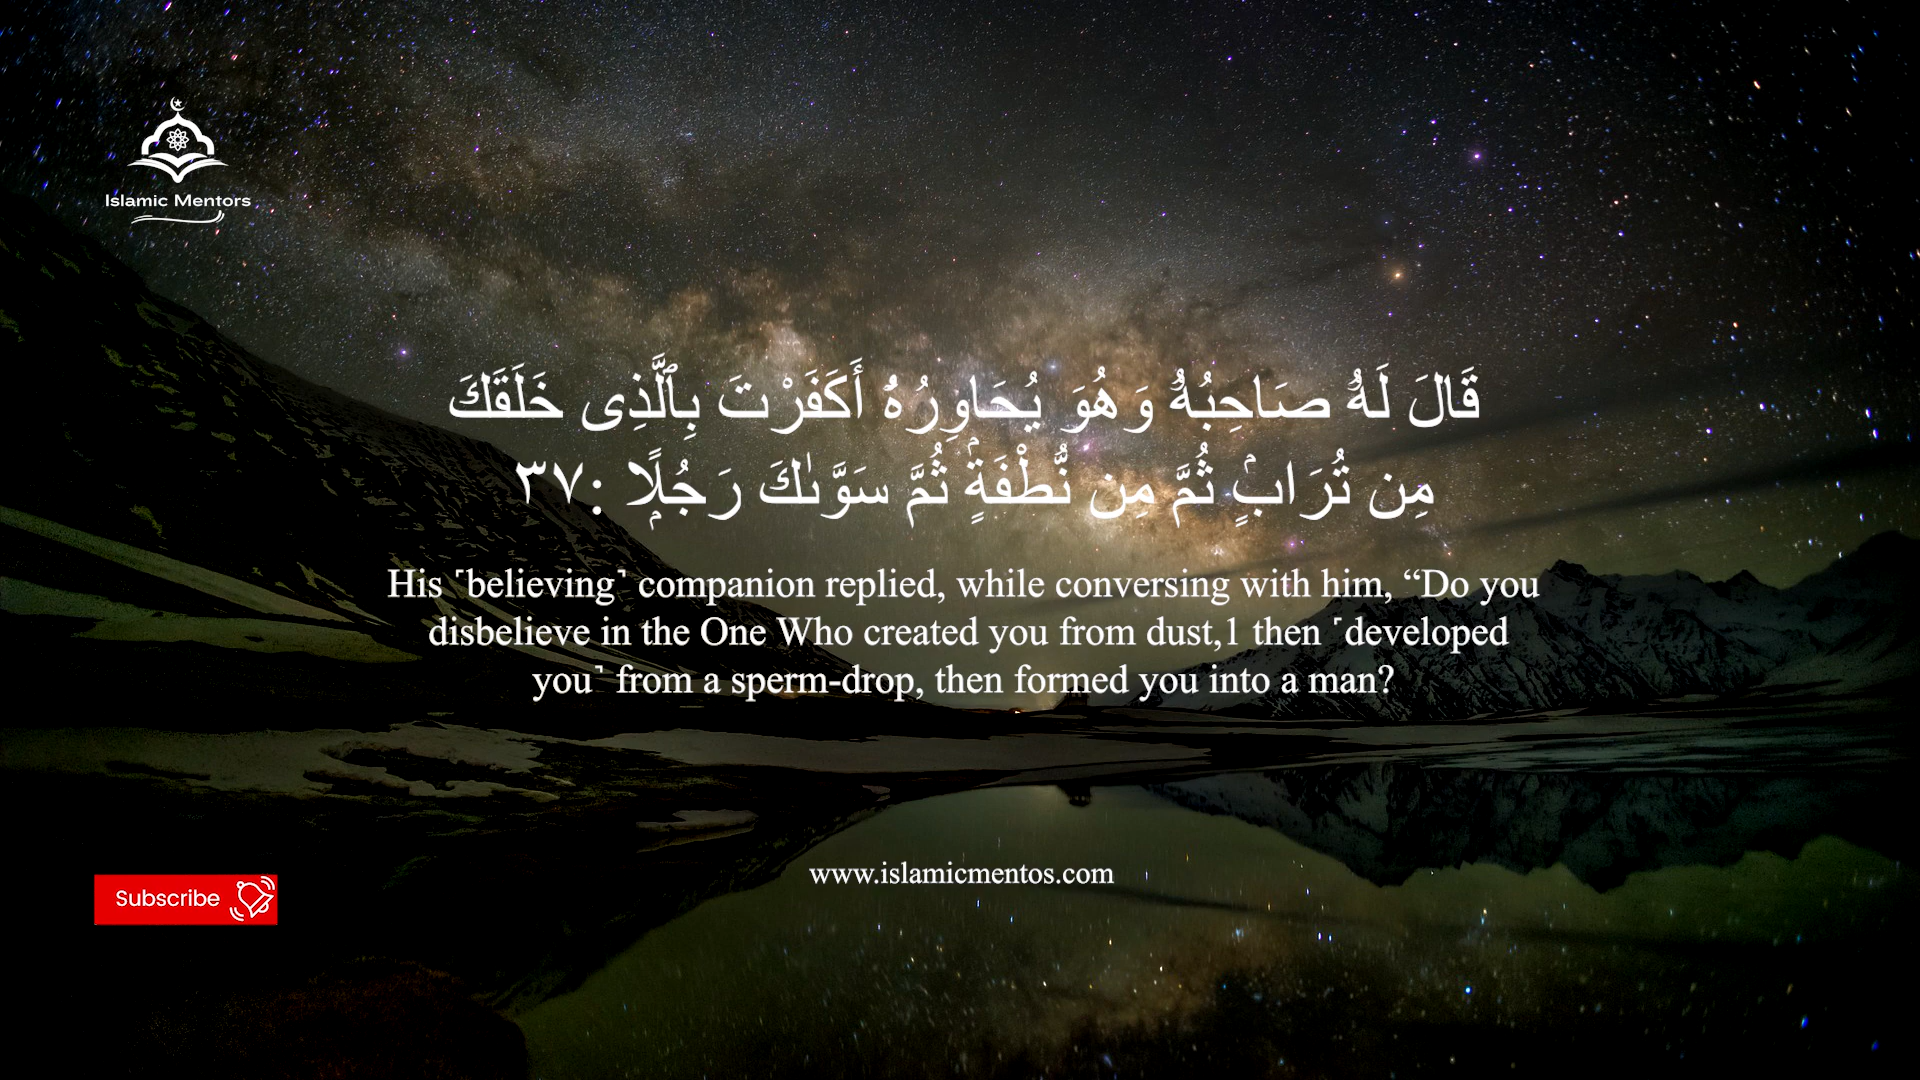 Islamic Mentors
قَالَ لَهُۥ صَاحِبُهُۥ وَهُوَ يُحَاوِرُهُۥٓ أَكَفَرْتَ بِٱلَّذِى خَلَقَكَ
مِن تُرَابٍۢ ثُمَّ مِن نُّطْفَةٍۢ ثُمَّ سَوَّىٰكَ رَجُلًۭا :٣٧
His ˹believing˺ companion replied, while conversing with him, “Do you
disbelieve in the One Who created you from dust,1 then ˹developed
you˺ from a sperm-drop, then formed you into a man?
www.islamicmentos.com
Subscribe